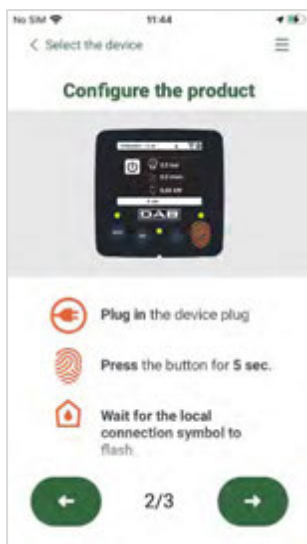 No SIM 11:44
Select the device
Configure the product
DAB
Plug in the device plug
Press the button for 5 sec.
Wait for the local
connection symbol to
flash.
2/3